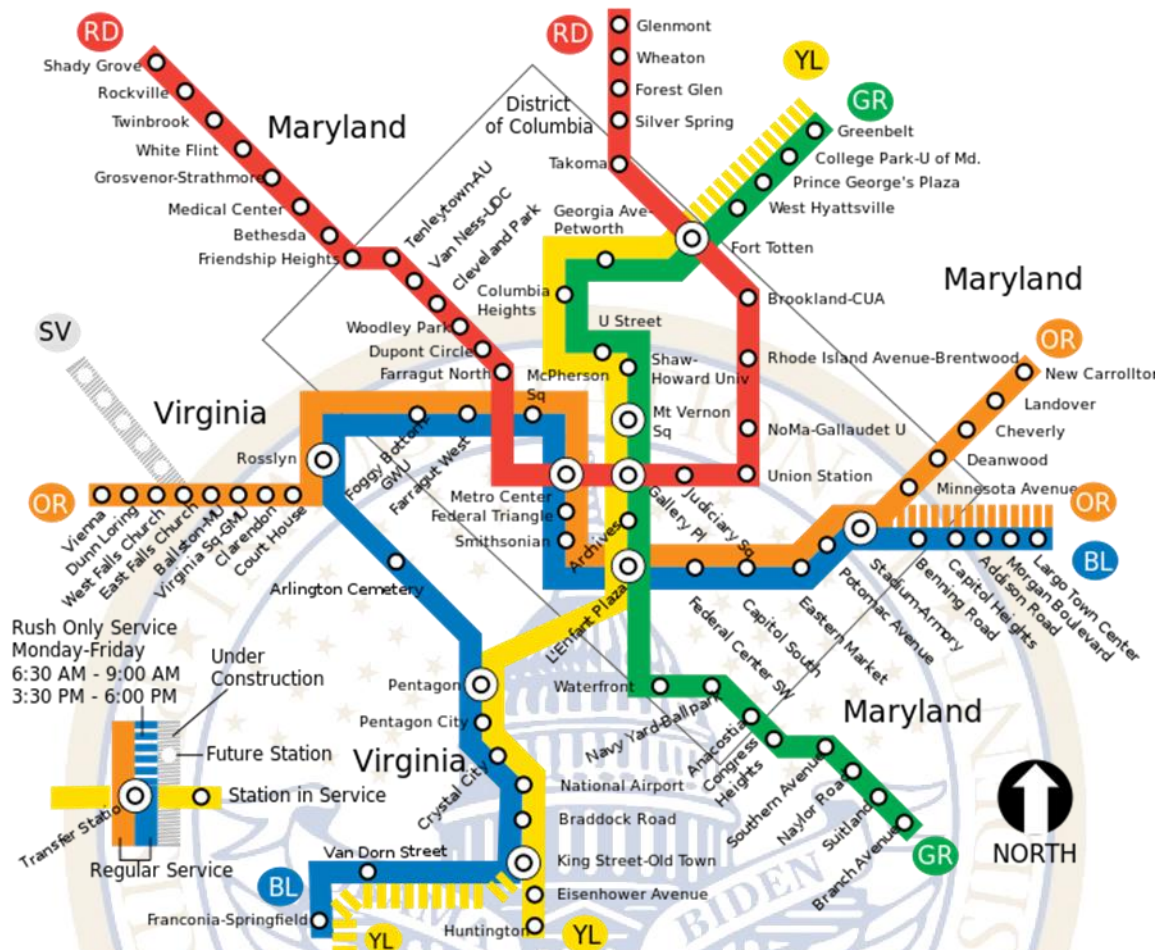 RD
Shady Grove
Rockville
Twinbrook
White Flint
Grosvenor-Strathmore
Medical Center
Bethesda
Friendship Heights
Maryland
Tenleytown-AU
Van Ness-UDC
Cleveland Park
Woodley Park
Dupont Circle
Farragut North
District
of Columbia
RD
Glenmont
Wheaton
Forest Glen
Silver Spring
Takoma
YL
GR
Greenbelt
College Park-U of Md.
Prince George's Plaza
West Hyattsville
Georgia Ave-
Petworth
Fort Totten
Columbia
Heights
U Street
Shaw-
Howard Univ
Mt Vernon
Sq
Brookland-CUA
Rhode Island Avenue-Brentwood
NoMa-Gallaudet U
Union Station
Maryland
OR
New Carrollton
Landover
Cheverly
Deanwood
Minnesota Avenue
SV
Virginia
OR
Vienna
Dunn Loring
West Falls Church
East Falls Church
Ballston-MU
Virginia Sq-GMU
Clarendon
Court House
Rosslyn
Foggy Bottom
GWU
Farragut West
McPherson
Sq
Metro Center
Federal Triangle
Smithsonian
Gallery Pl
Judiciary Sq
Archives
L'Enfant Plaza
Federal Center SW
Capitol South
Eastern Market
Potomac Avenue
Stadium-Armory
Benning Road
Capitol Heights
Addison Road
Morgan Boulevard
Largo Town Center
OR
BL
Arlington Cemetery
Pentagon
Pentagon City
Crystal City
Virginia
National Airport
Braddock Road
King Street-Old Town
Eisenhower Avenue
Huntington
YL
Van Dorn Street
BL
Franconia-Springfield
YL
Waterfront
Navy Yard-Ballpark
Anacostia
Congress
Heights
Southern Avenue
Naylor Road
Suitland
Branch Avenue
GR
Maryland
NORTH
Rush Only Service
Monday-Friday
6:30 AM - 9:00 AM
3:30 PM - 6:00 PM
Under
Construction
Future Station
Station in Service
Transfer Station
Regular Service
BIDEN